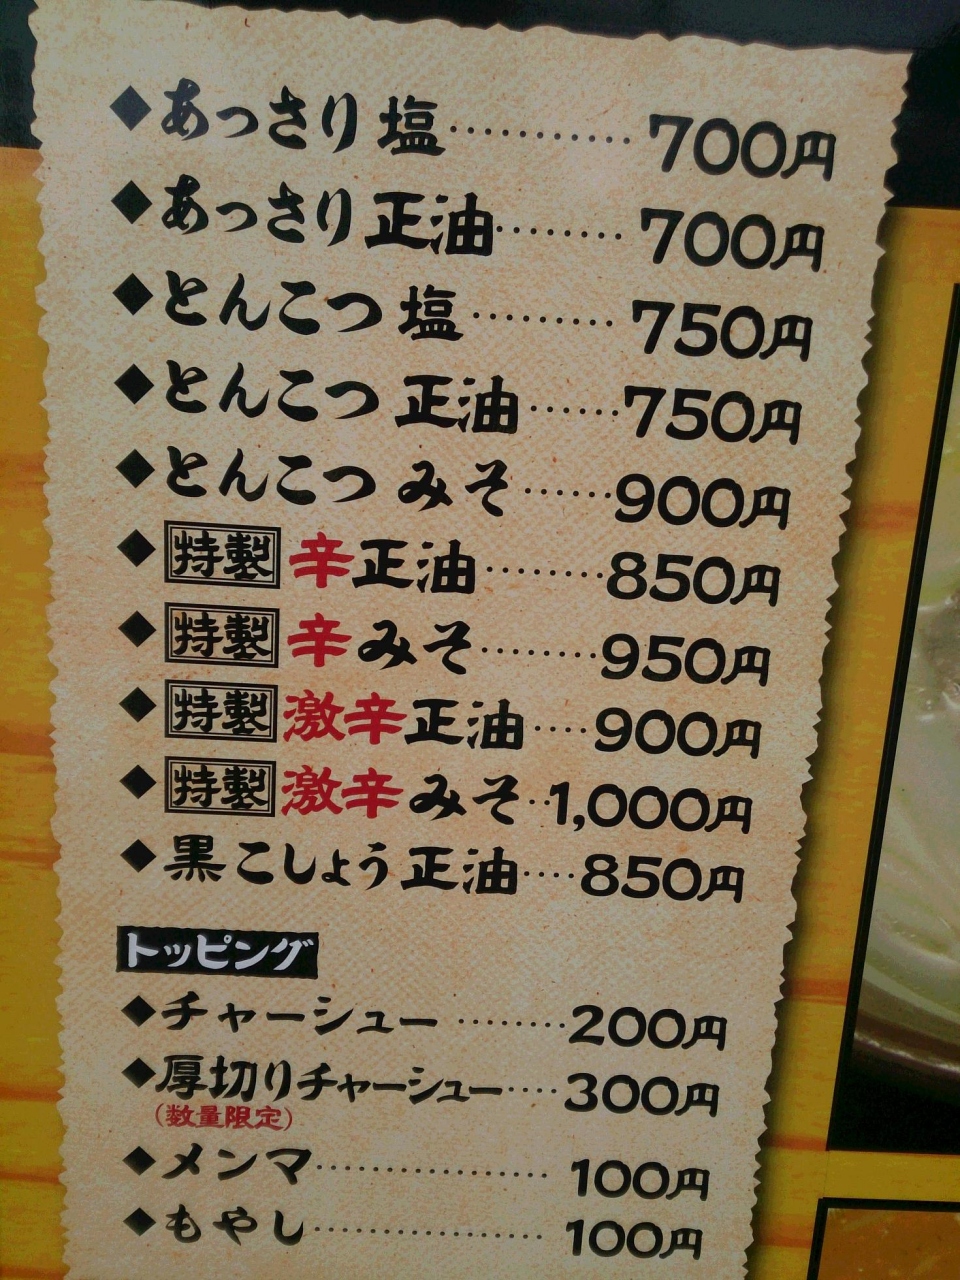 ◆あっさり 塩‥‥‥‥‥‥700円
◆あっさり 正油‥‥‥‥700円
◆とんこつ 塩‥‥‥‥‥750円
◆とんこつ 正油‥‥‥750円
◆とんこつ みそ‥‥‥900円
◆特製 辛正油‥‥‥‥850円
◆特製 辛みそ‥‥‥‥950円
◆特製 激辛正油‥‥900円
◆特製 激辛みそ‥1,000円
◆黒こしょう正油‥‥850円
トッピング
◆チャーシュー ‥‥‥‥200円
◆厚切りチャーシュー‥‥300円
(数量限定)
◆メンマ‥‥‥‥‥‥‥‥100円
◆もやし‥‥‥‥‥‥‥‥100円